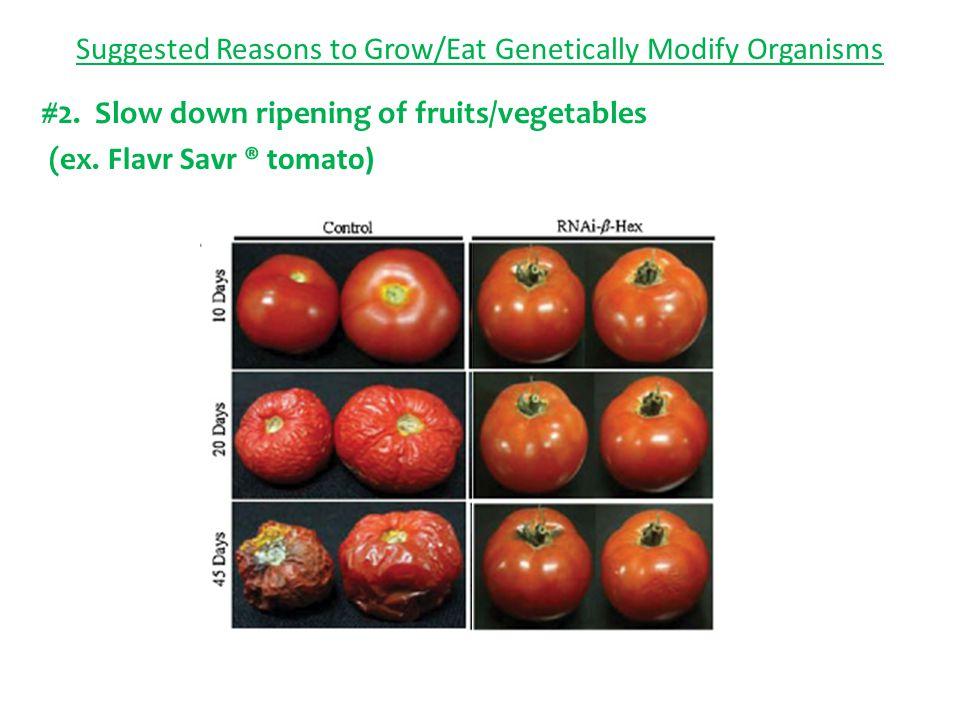 Suggested Reasons to Grow/Eat Genetically Modify Organisms
#2. Slow down ripening of fruits/vegetables
(ex. Flavr Savr ® tomato)
Control
RNAi-β-Hex
10 Days
20 Days
45 Days